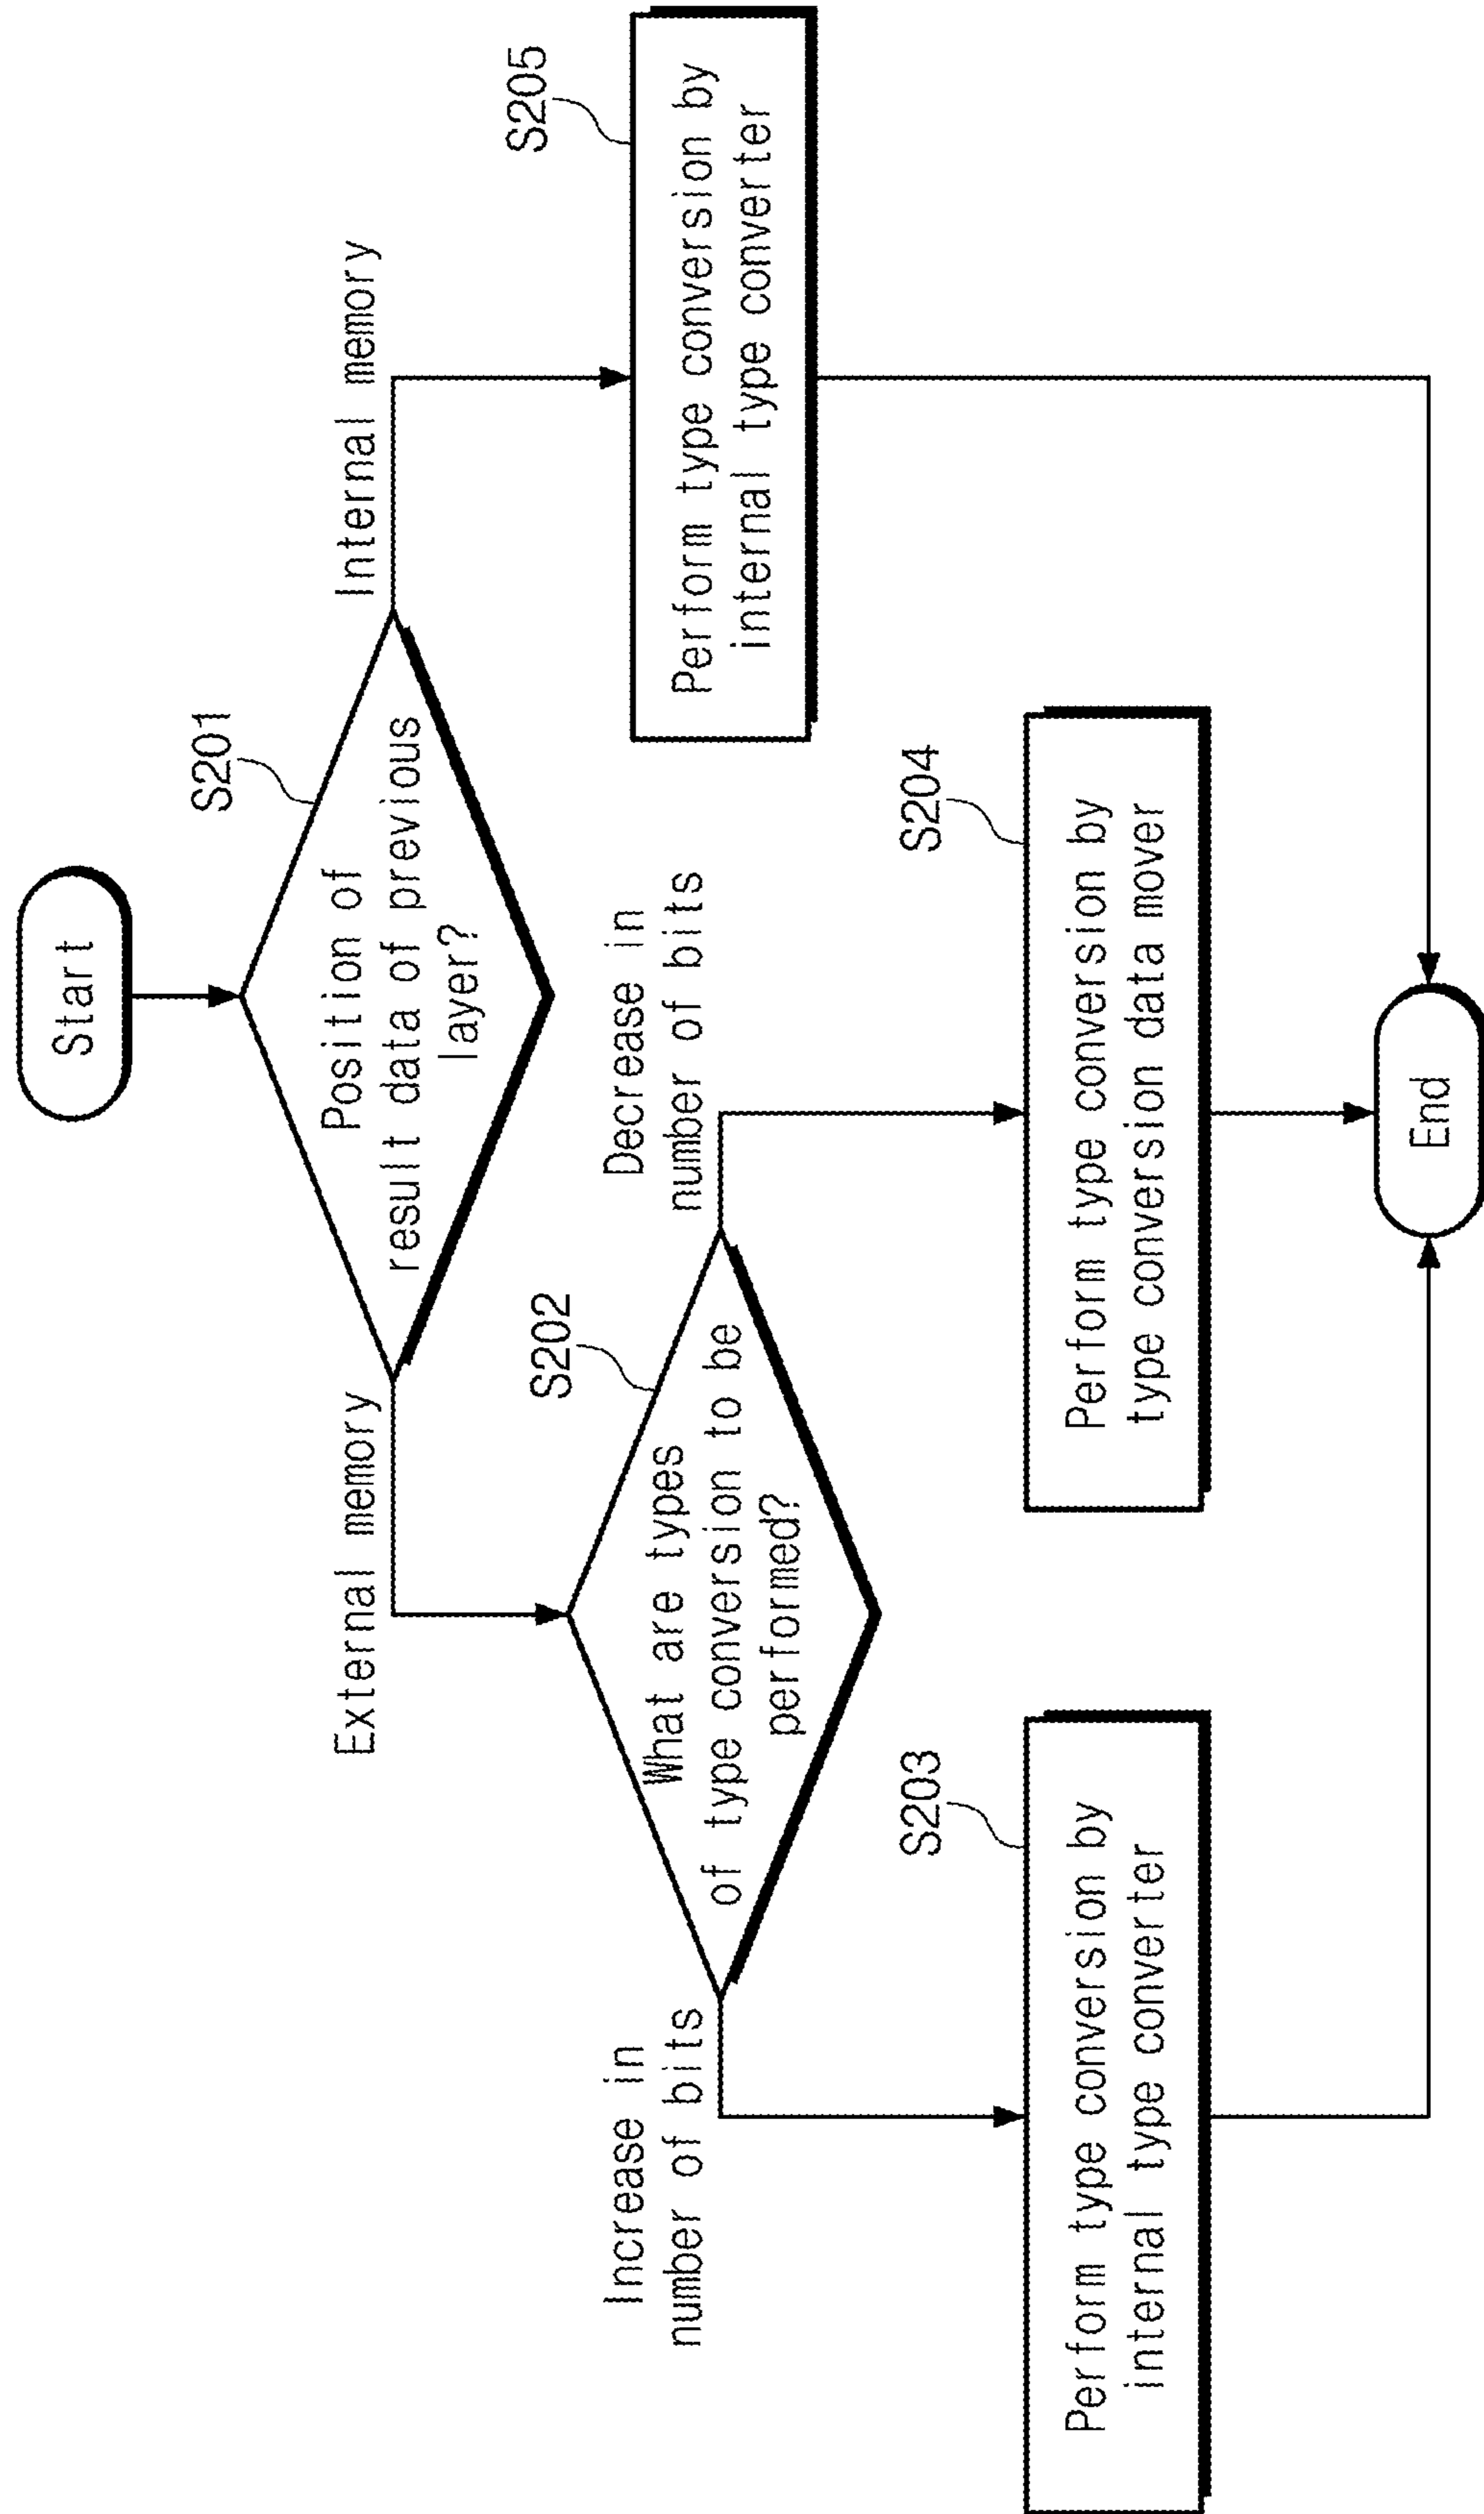 Start
S201
Position of
result data of previous
layer?
External memory
Internal memory
S202
What are types
of type conversion to be
performed?
Increase in
number of bits
Decrease in
number of bits
S205
Perform type conversion by
internal type converter
S203
Perform type conversion by
internal type converter
S204
Perform type conversion by
type conversion data mover
End